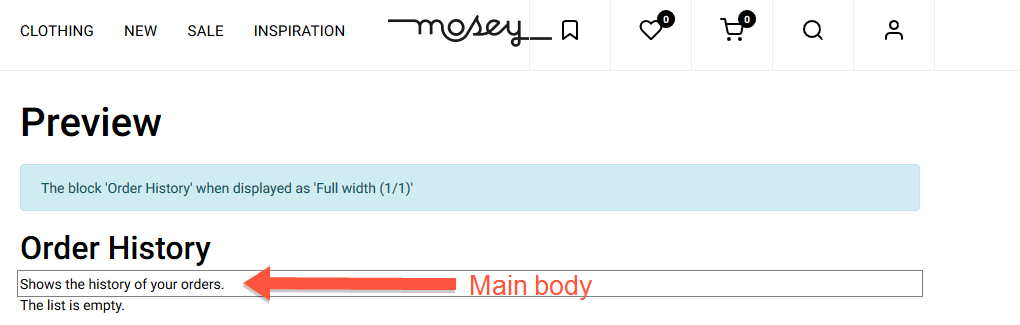 CLOTHING NEW SALE INSPIRATION mosey 0 0
Preview
The block 'Order History' when displayed as 'Full width (1/1)'
Order History
Shows the history of your orders. Main body
The list is empty.